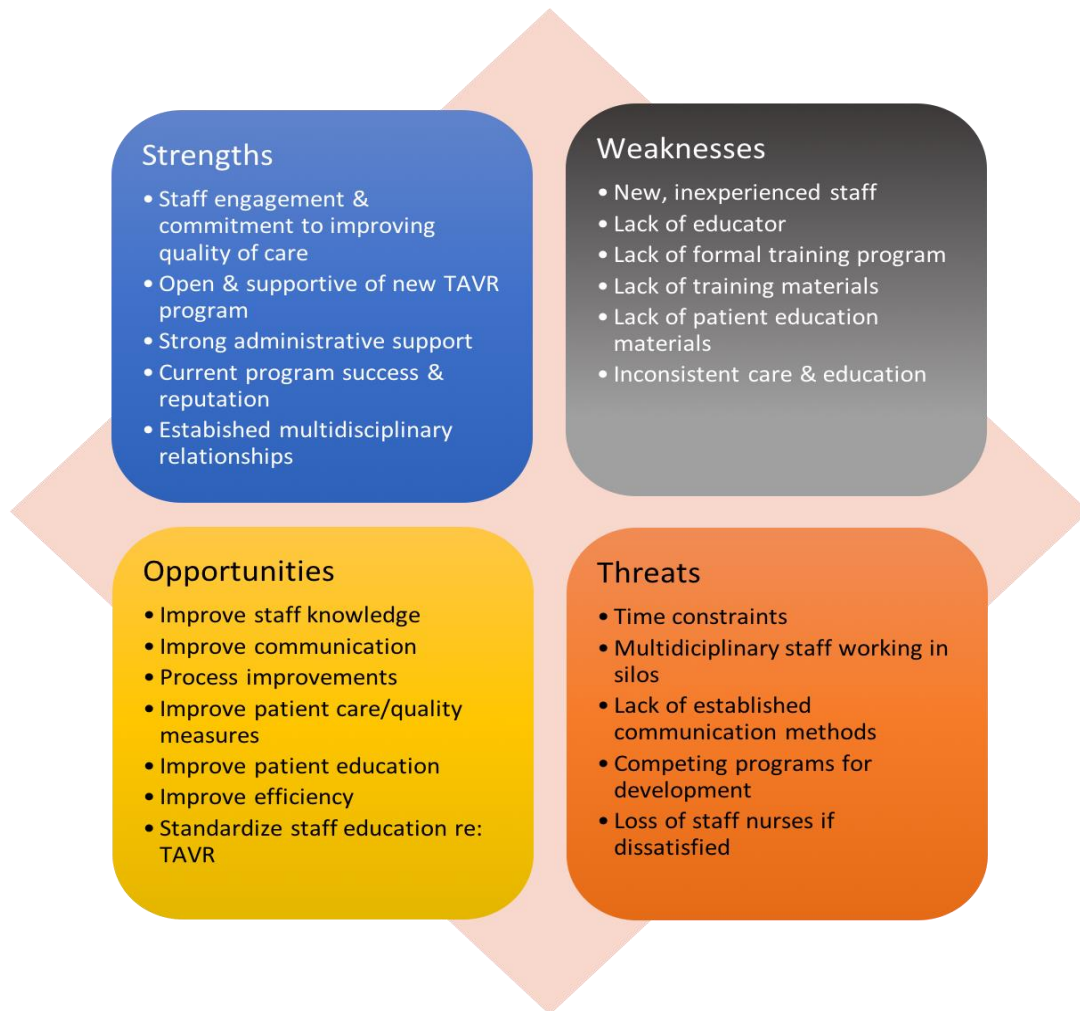 Strengths
• Staff engagement &
commitment to improving
quality of care
• Open & supportive of new TAVR
program
• Strong administrative support
• Current program success &
reputation
• Estabished multidisciplinary
relationships
Weaknesses
• New, inexperienced staff
• Lack of educator
• Lack of formal training program
• Lack of training materials
• Lack of patient education
materials
• Inconsistent care & education
Opportunities
• Improve staff knowledge
• Improve communication
• Process improvements
• Improve patient care/quality
measures
• Improve patient education
• Improve efficiency
• Standardize staff education re:
TAVR
Threats
• Time constraints
• Multidiciplinary staff working in
silos
• Lack of established
communication methods
• Competing programs for
development
• Loss of staff nurses if
dissatisfied